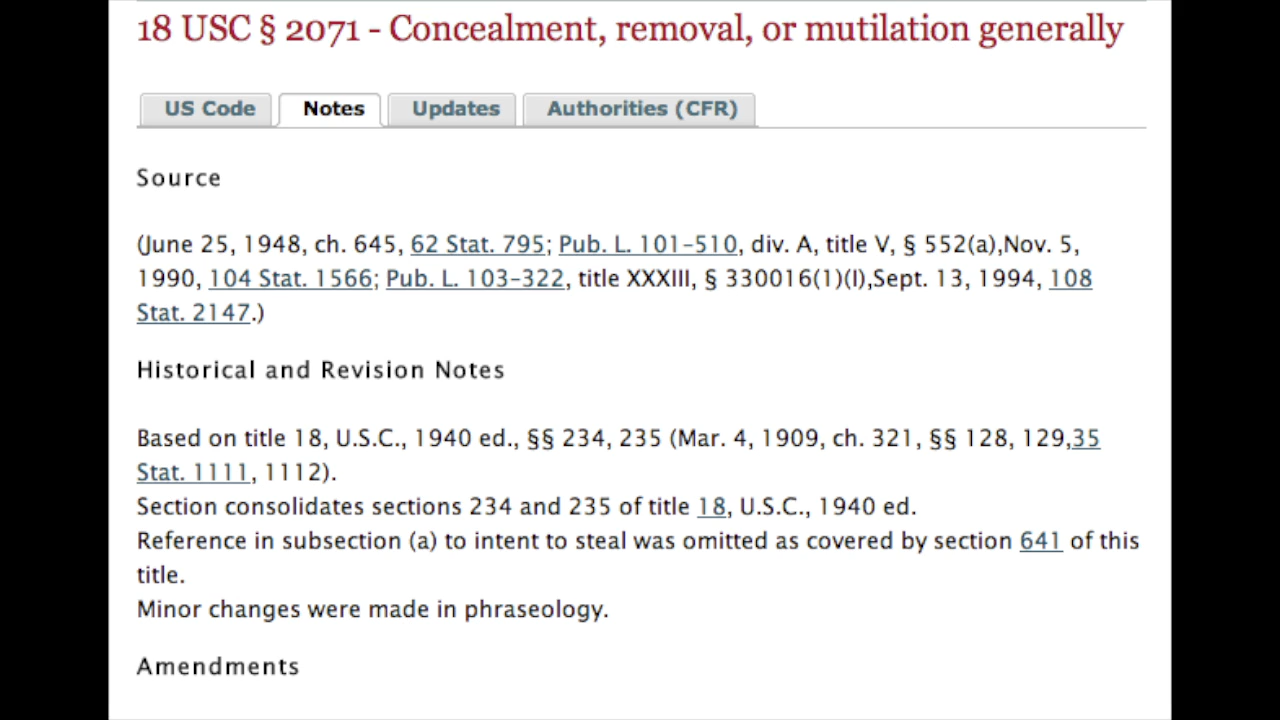 18 USC § 2071 - Concealment, removal, or mutilation generally
US Code Notes Updates Authorities (CFR)
Source
(June 25, 1948, ch. 645, 62 Stat. 795; Pub. L. 101–510, div. A, title V, § 552(a),Nov. 5,
1990, 104 Stat. 1566; Pub. L. 103–322, title XXXIII, § 330016(1)(I),Sept. 13, 1994, 108
Stat. 2147.)
Historical and Revision Notes
Based on title 18, U.S.C., 1940 ed., §§ 234, 235 (Mar. 4, 1909, ch. 321, §§ 128, 129,35
Stat. 1111, 1112).
Section consolidates sections 234 and 235 of title 18, U.S.C., 1940 ed.
Reference in subsection (a) to intent to steal was omitted as covered by section 641 of this
title.
Minor changes were made in phraseology.
Amendments